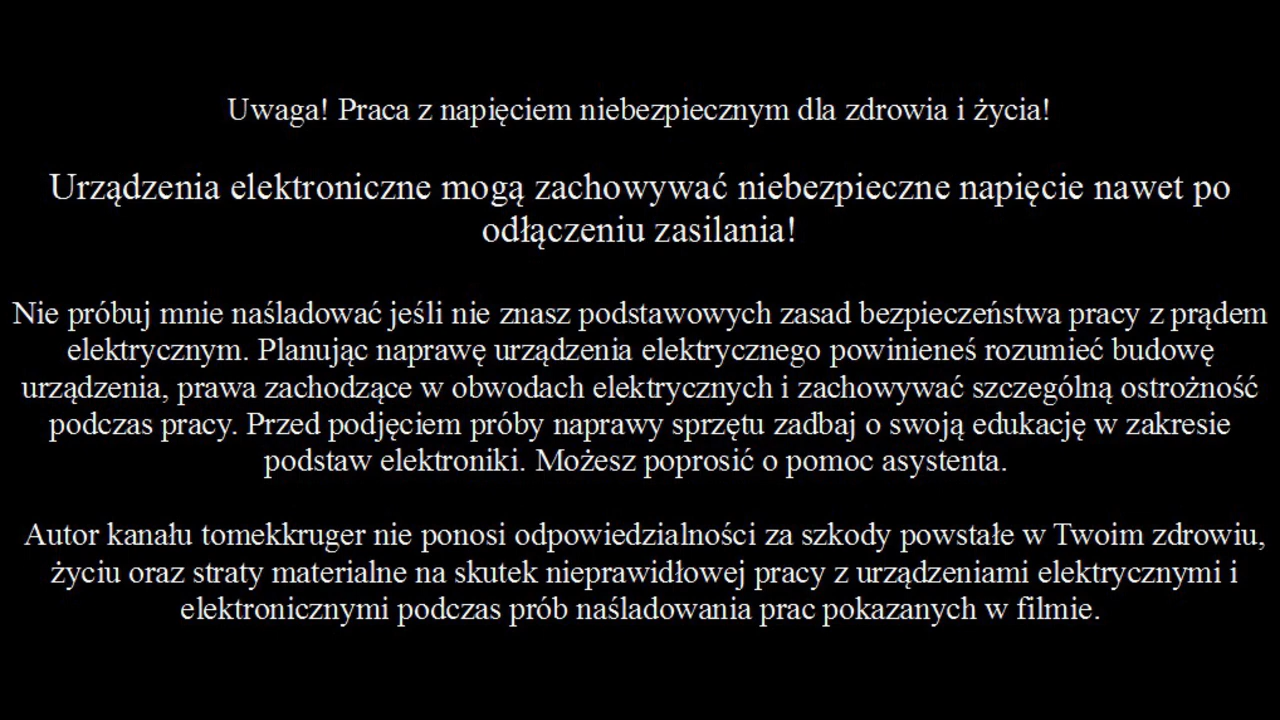 Uwaga! Praca z napięciem niebezpiecznym dla zdrowia i życia!
Urządzenia elektroniczne mogą zachowywać niebezpieczne napięcie nawet po
odłączeniu zasilania!
Nie próbuj mnie naśladować jeśli nie znasz podstawowych zasad bezpieczeństwa pracy z prądem
elektrycznym. Planując naprawę urządzenia elektrycznego powinieneś rozumieć budowę
urządzenia, prawa zachodzące w obwodach elektrycznych i zachowywać szczególną ostrożność
podczas pracy. Przed podjęciem próby naprawy sprzętu zadbaj o swoją edukację w zakresie
podstaw elektroniki. Możesz poprosić o pomoc asystenta.
Autor kanału tomekkruger nie ponosi odpowiedzialności za szkody powstałe w Twoim zdrowiu,
życiu oraz straty materialne na skutek nieprawidłowej pracy z urządzeniami elektrycznymi i
elektronicznymi podczas prób naśladowania prac pokazanych w filmie.